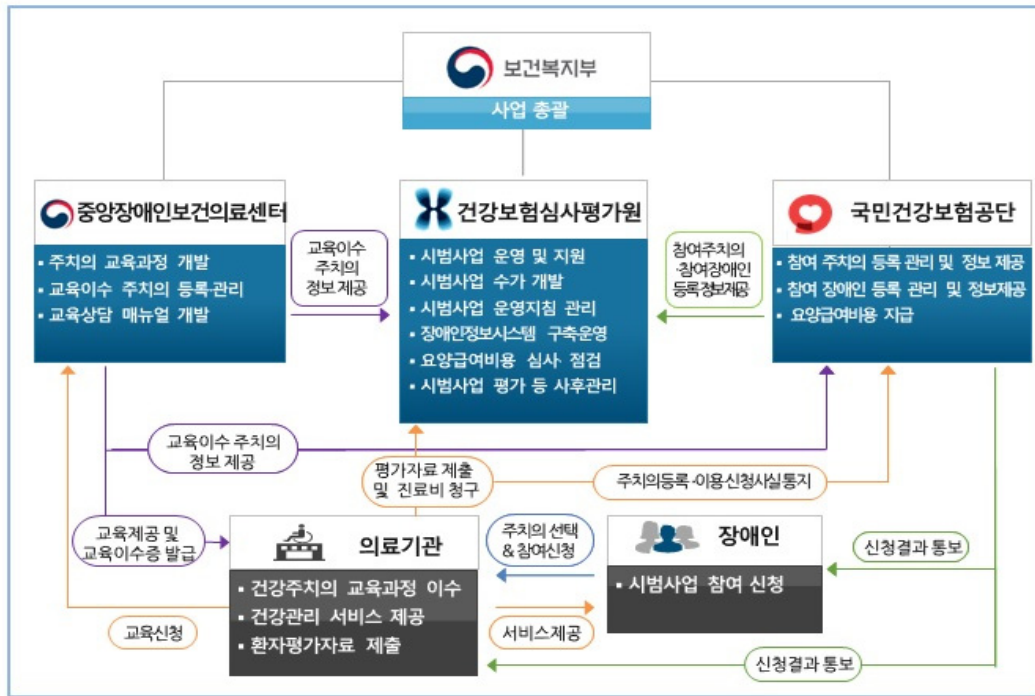 보건복지부
사업 총괄
중앙장애인보건의료센터
▪ 주치의 교육과정 개발
▪ 교육이수 주치의 등록·관리
▪ 교육상담 매뉴얼 개발
교육이수
주치의
정보 제공
건강보험심사평가원
▪ 시범사업 운영 및 지원
▪ 시범사업 수가 개발
▪ 시범사업 운영지침 관리
▪ 장애인정보시스템 구축운영
▪ 요양급여비용 심사· 점검
▪ 시범사업 평가 등 사후관리
참여주치의
·참여장애인
등록정보제공
국민건강보험공단
▪ 참여 주치의 등록 관리 및 정보 제공
▪ 참여 장애인 등록 관리 및 정보제공
▪ 요양급여비용 지급
교육이수 주치의
정보 제공
평가자료 제출
및 진료비 청구
주치의등록·이용신청사실통지
교육제공 및
교육이수증 발급
의료기관
▪ 건강주치의 교육과정 이수
▪ 건강관리 서비스 제공
▪ 환자평가자료 제출
주치의 선택
& 참여신청
장애인
▪ 시범사업 참여 신청
신청결과 통보
교육신청
서비스제공
신청결과 통보